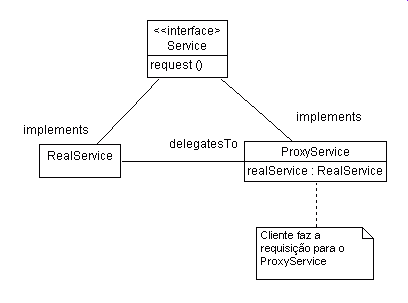 <<interface>
Service
request ()
implements
implements
delegatesTo
RealService
ProxyService
realService : RealService
Cliente faz a
requisição para o
ProxyService